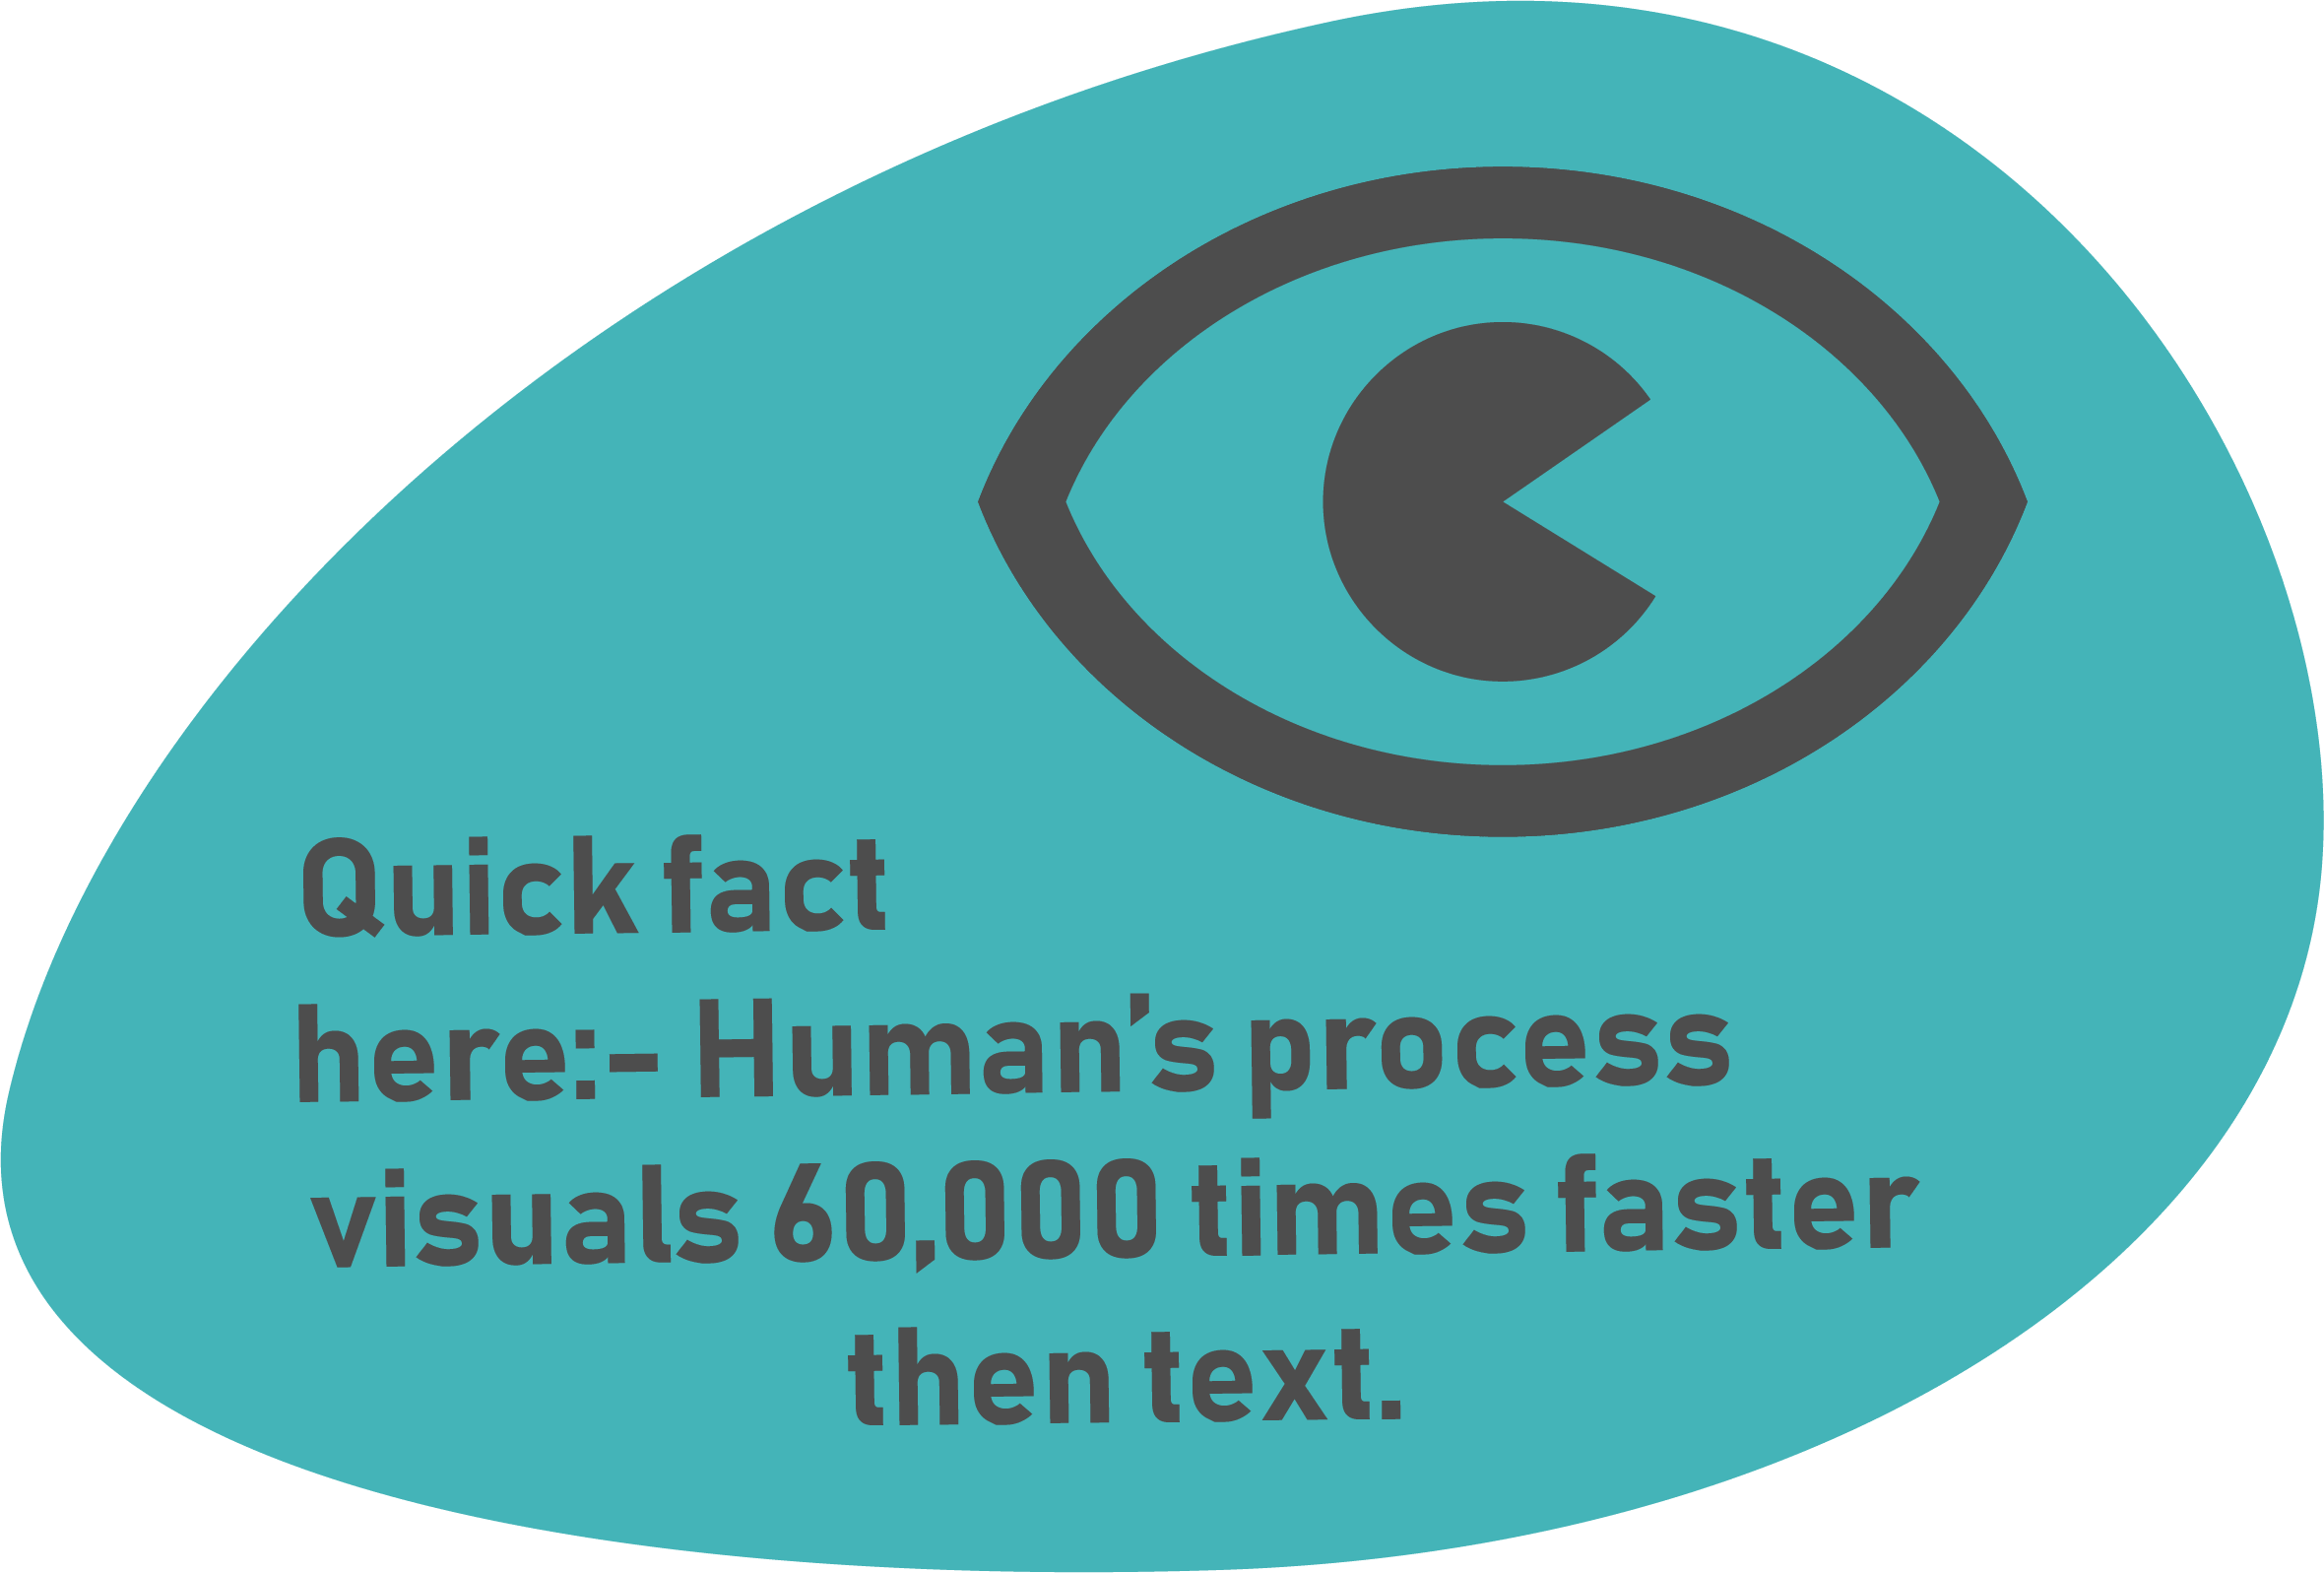 Quick fact
here:- Human's process
visuals 60,000 times faster
then text.